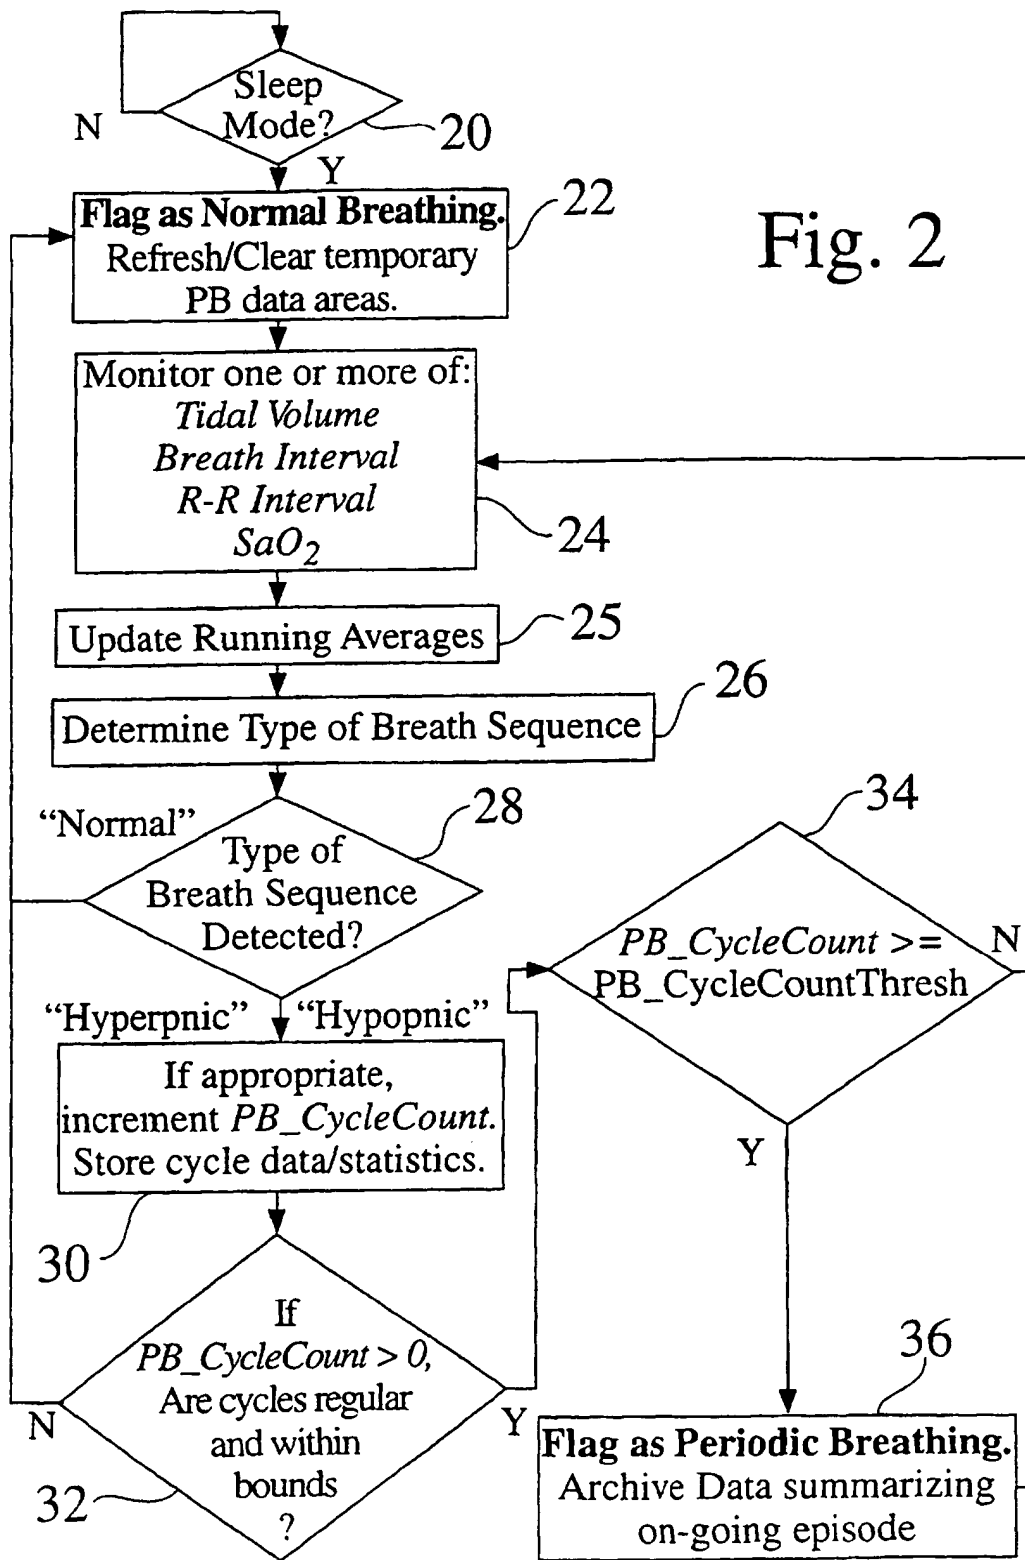 Sleep
Mode?
N
20
Y
Flag as Normal Breathing.
Refresh/Clear temporary
PB data areas.
22
Fig. 2
Monitor one or more of:
Tidal Volume
Breath Interval
R-R Interval
SaO2
24
Update Running Averages
25
Determine Type of Breath Sequence
26
"Normal"
Type of
Breath Sequence
Detected?
28
"Hyperpnic" "Hypopnic"
If appropriate,
increment PB_CycleCount.
Store cycle data/statistics.
30
If
PB_CycleCount > 0,
Are cycles regular
and within
bounds
?
N
Y
32
34
PB_CycleCount >=
PB_CycleCountThresh
N
Y
36
Flag as Periodic Breathing.
Archive Data summarizing
on-going episode